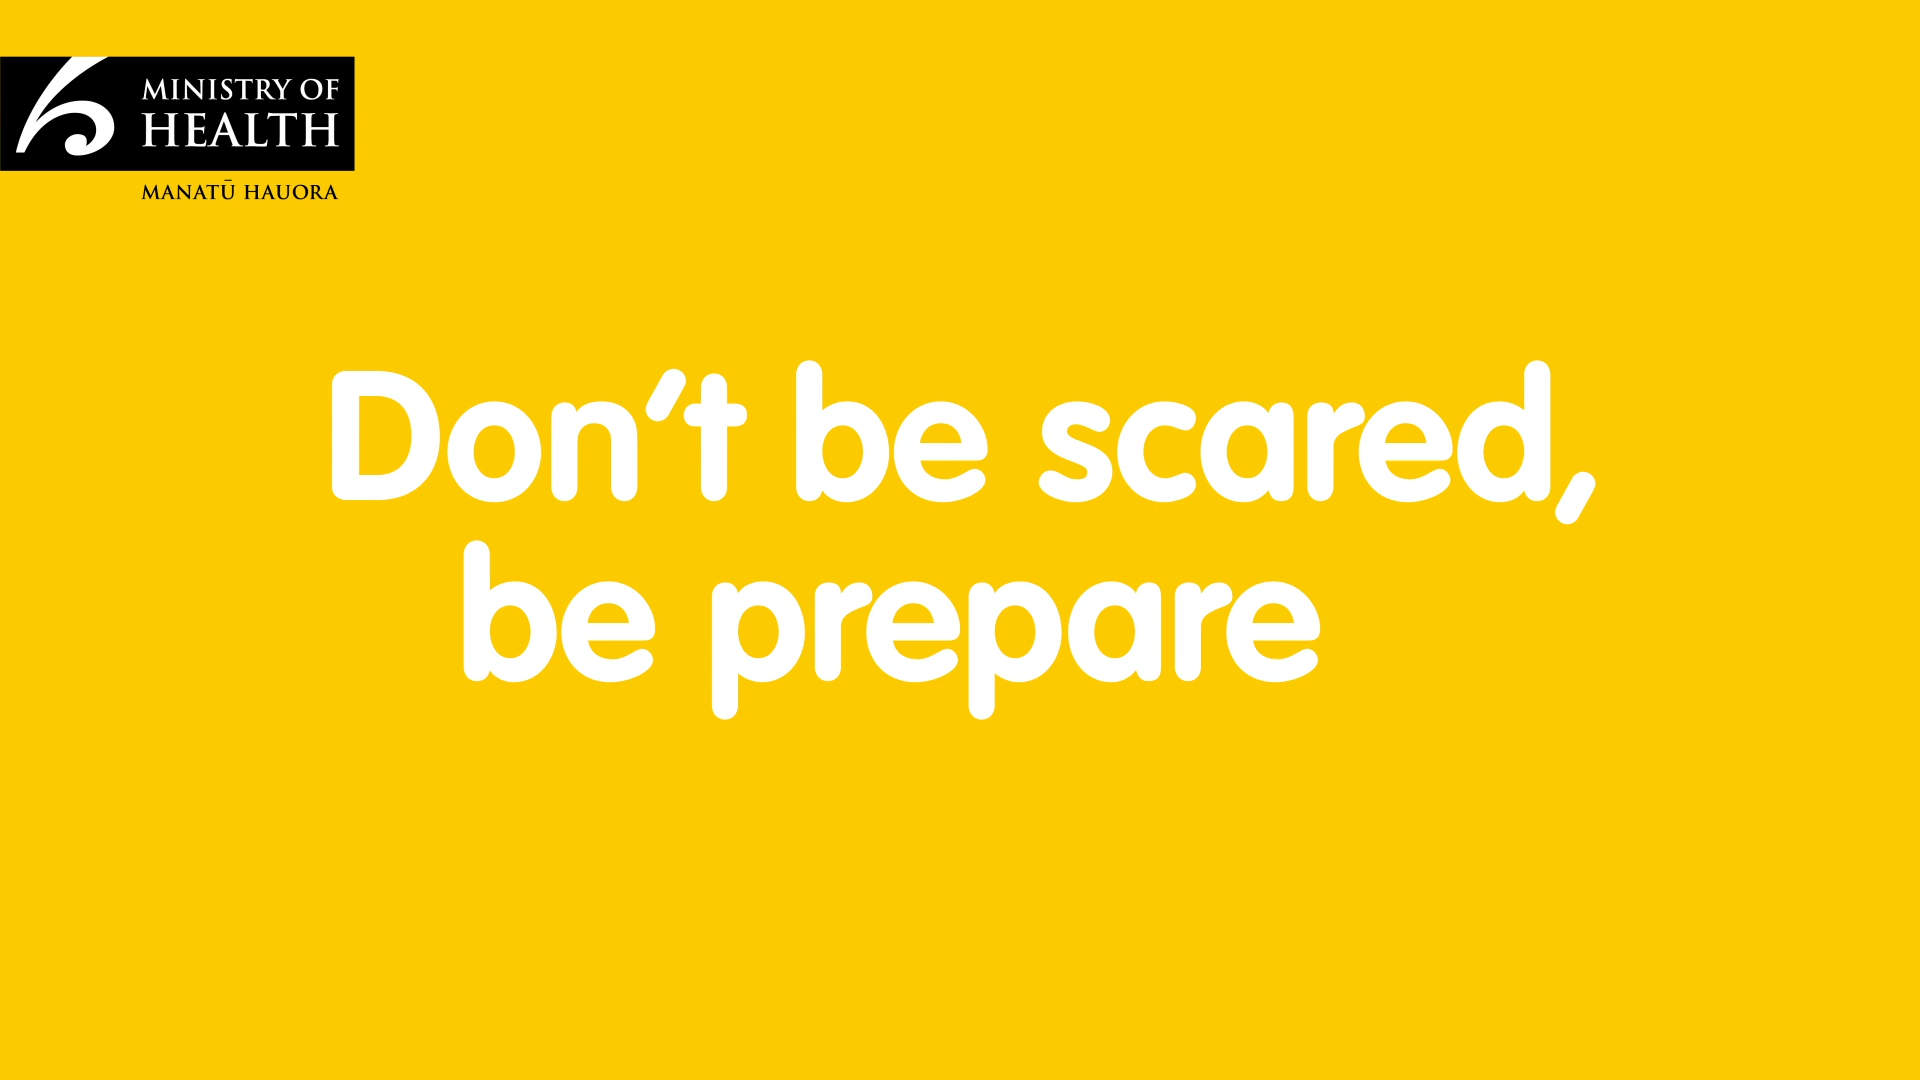 MINISTRY OF
HEALTH
MANATŪ HAUORA
Don't be scared,
be prepare